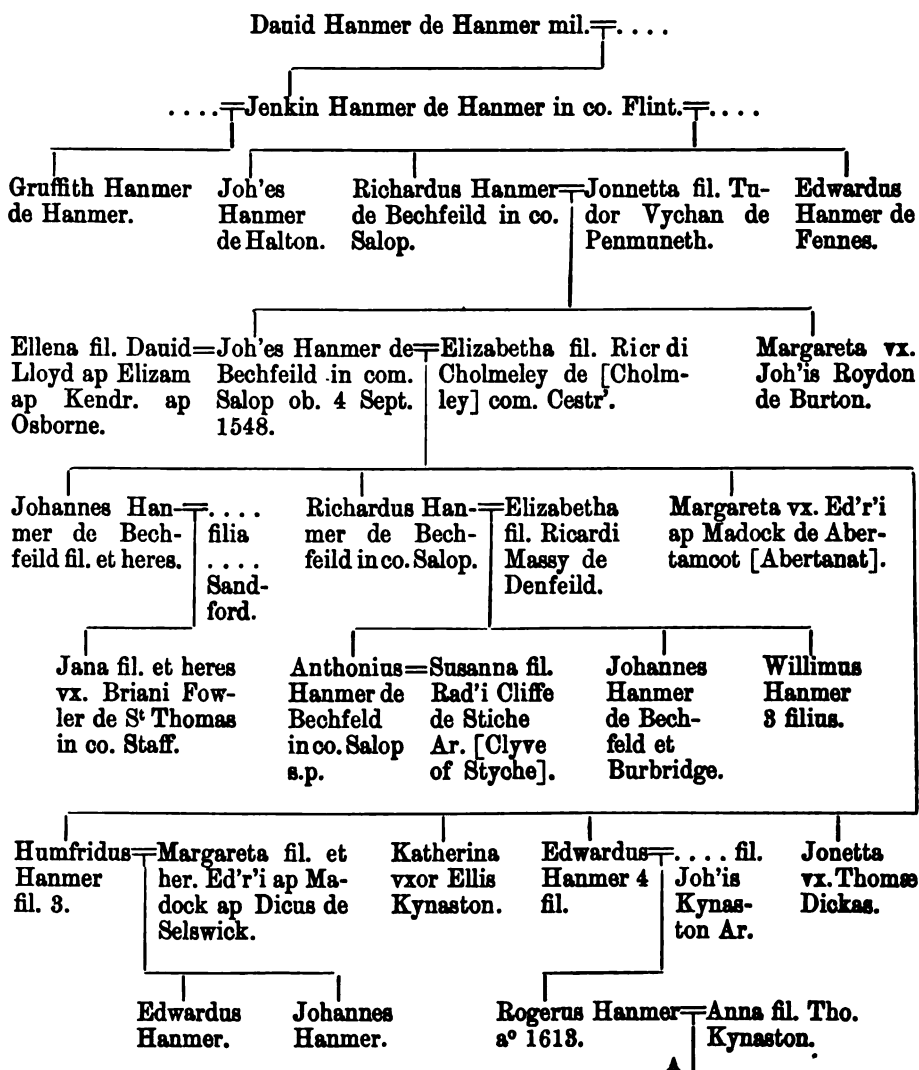 Dauid Hanmer de Hanmer mil.=....
....=Jenkin Hanmer de Hanmer in co. Flint.=....
Gruffith Hanmer
de Hanmer.
Joh'es
Hanmer
de Halton.
Richardus Hanmer=
de Bechfeild in co.
Salop.
Jonnetta fil. Tu-
dor Vychan de
Penmuneth.
Edwardus
Hanmer de
Fennes.
Ellena fil. Dauid=
Lloyd ap Elizam
ap Kendr. ap
Osborne.
Joh'es Hanmer de=
Bechfeild in com.
Salop ob. 4 Sept.
1548.
Elizabetha fil. Ricrdi
Cholmeley de [Cholm-
ley] com. Cestr'.
Margareta vx.
Joh'is Roydon
de Burton.
Johannes Han-=
mer de Bech-
feild fil. et heres.
....
filia
....
Sand-
ford.
Richardus Han-=
mer de Bech-
feild in co. Salop.
Elizabetha
fil. Ricardi
Massy de
Denfeild.
Margareta vx. Ed'r'i
ap Madock de Aber-
tamoot [Abertanat].
Jana fil. et heres
vx. Briani Fow-
ler de St Thomas
in co. Staff.
Anthonius=
Hanmer de
Bechfeld
in co. Salop
s.p.
Susanna fil.
Rad'i Cliffe
de Stiche
Ar. [Clyve
of Styche].
Johannes
Hanmer
de Bech-
feld et
Burbridge.
Willimus
Hanmer
3 filius.
Humfridus=
Hanmer
fil. 3.
Margareta fil. et
her. Ed'r'i ap Ma-
dock ap Dicus de
Selswick.
Katherina
vxor Ellis
Kynaston.
Edwardus=
Hanmer 4
fil.
.... fil.
Joh'is
Kynas-
ton Ar.
Jonetta
vx. Thomæ
Dickas.
Edwardus
Hanmer.
Johannes
Hanmer.
Rogerus Hanmer=
aº 1613.
Anna fil. Tho.
Kynaston.
A